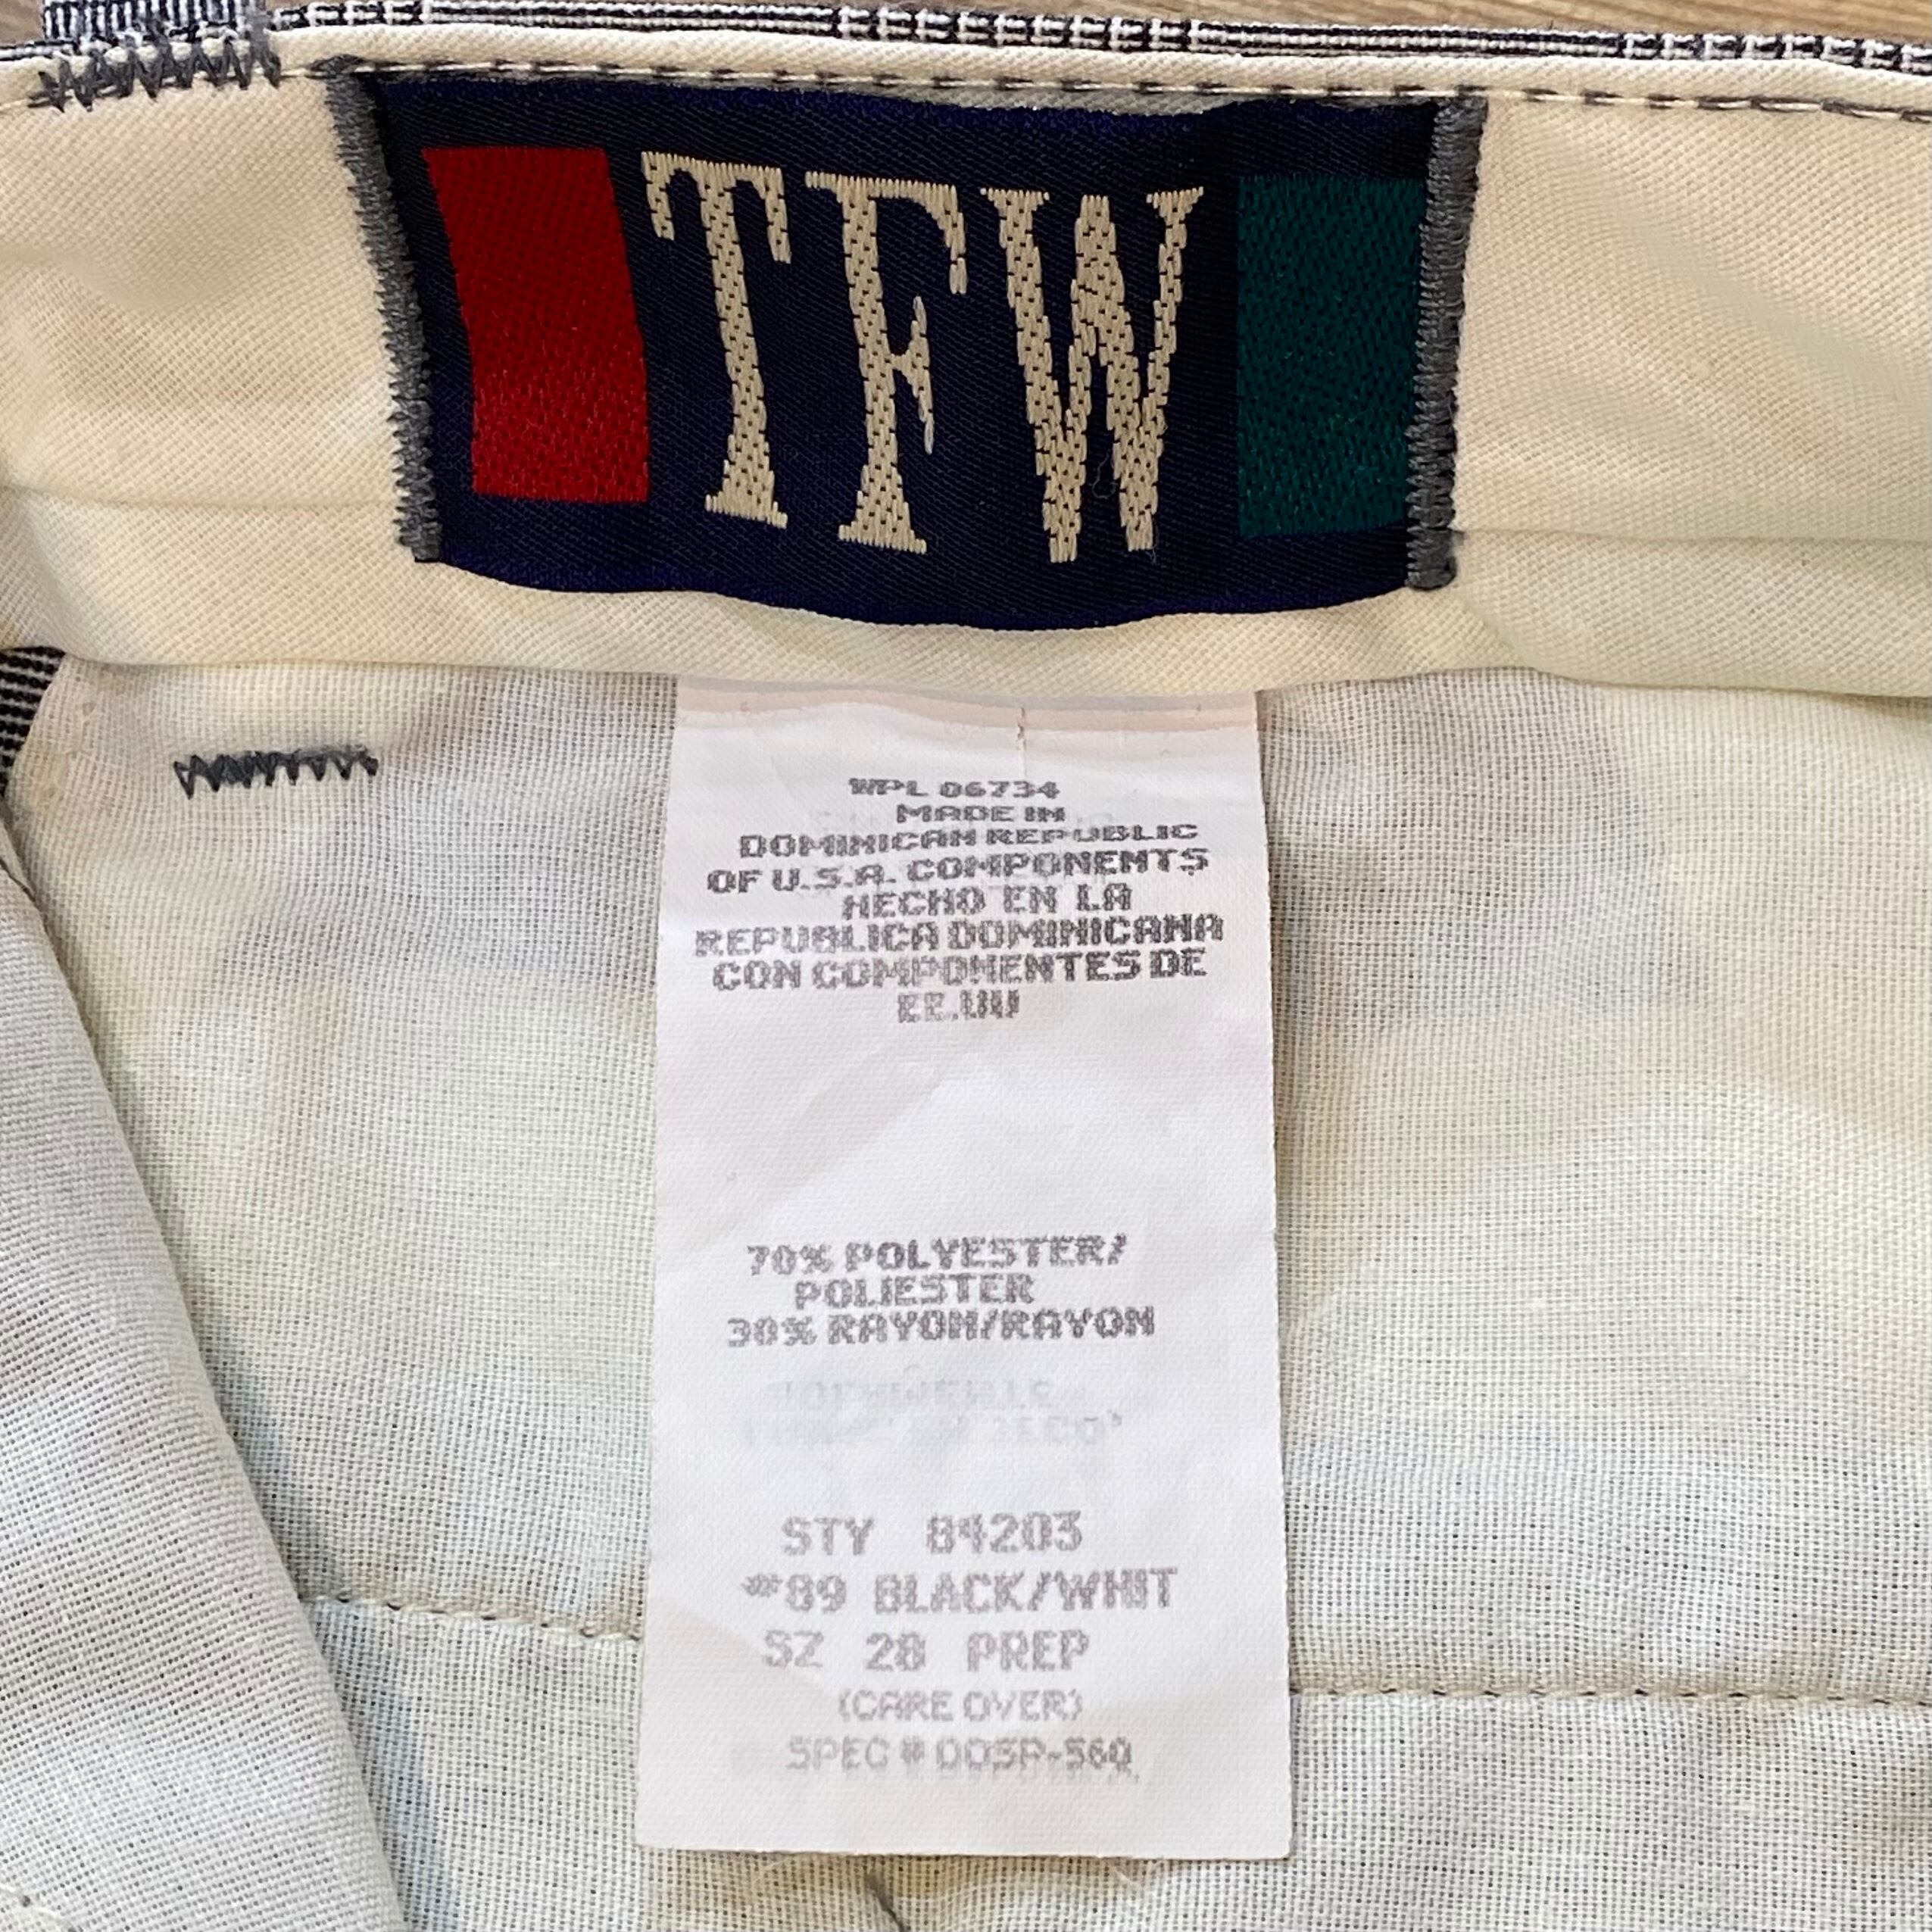 TFW
WPL 06734
MADE IN
DOMINICAN REPUBLIC
OF U.S.A. COMPONENTS
HECHO EN LA
REPUBLICA DOMINICANA
CON COMPONENTES DE
EE.UU
70% POLYESTER/
POLIESTER
30% RAYON/RAYON
STY 84203
#89 BLACK/WHIT
SZ 28 PREP
(CARE OVER)
SPEC # DOSP-560